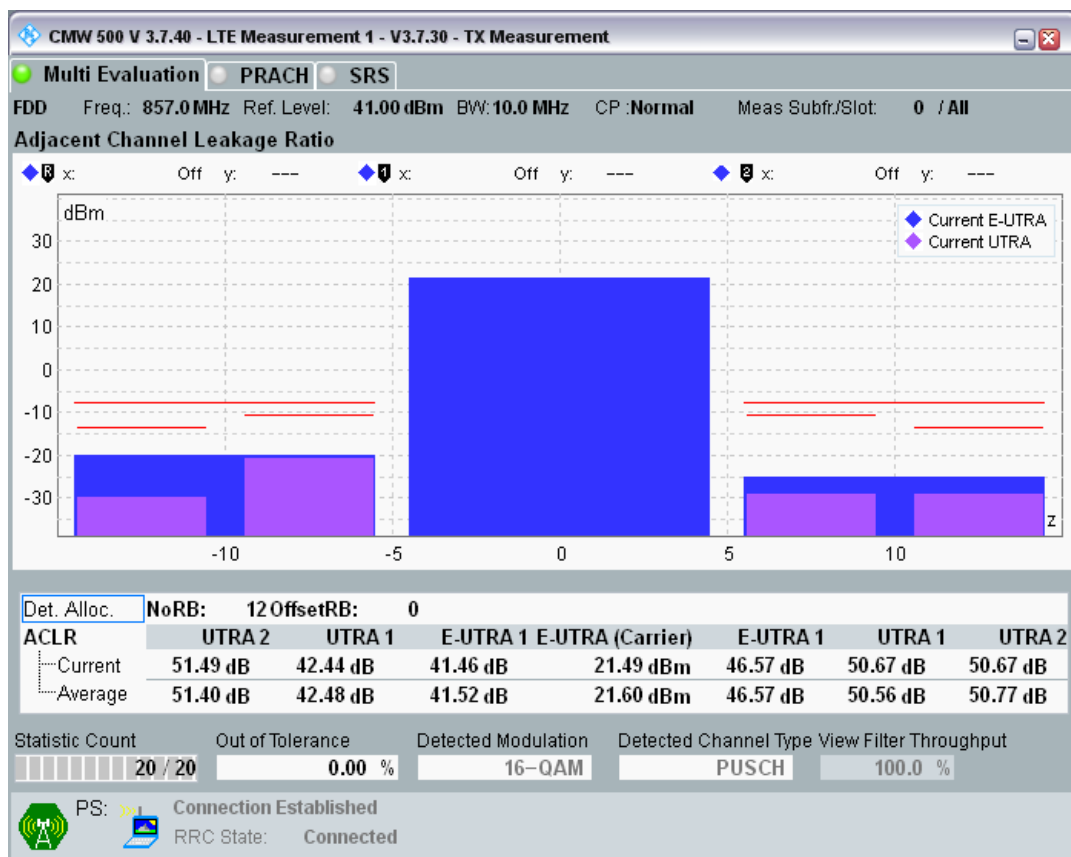 CMW 500 V 3.7.40 - LTE Measurement 1 - V3.7.30 - TX Measurement
Multi Evaluation PRACH SRS
FDD Freq.: 857.0 MHz Ref. Level: 41.00 dBm BW: 10.0 MHz CP :Normal Meas Subfr./Slot: 0 / All
Adjacent Channel Leakage Ratio
R x: Off y: --- 1 x: Off y: --- 2 x: Off y: ---
dBm
Current E-UTRA
Current UTRA
30
20
10
0
-10
-20
-30
z
-10 -5 0 5 10
Det. Alloc. NoRB: 12 OffsetRB: 0
ACLR UTRA 2 UTRA 1 E-UTRA 1 E-UTRA (Carrier) E-UTRA 1 UTRA 1 UTRA 2
Current 51.49 dB 42.44 dB 41.46 dB 21.49 dBm 46.57 dB 50.67 dB 50.67 dB
Average 51.40 dB 42.48 dB 41.52 dB 21.60 dBm 46.57 dB 50.56 dB 50.77 dB
Statistic Count Out of Tolerance Detected Modulation Detected Channel Type View Filter Throughput
20 / 20 0.00 % 16-QAM PUSCH 100.0 %
PS: Connection Established
RRC State: Connected